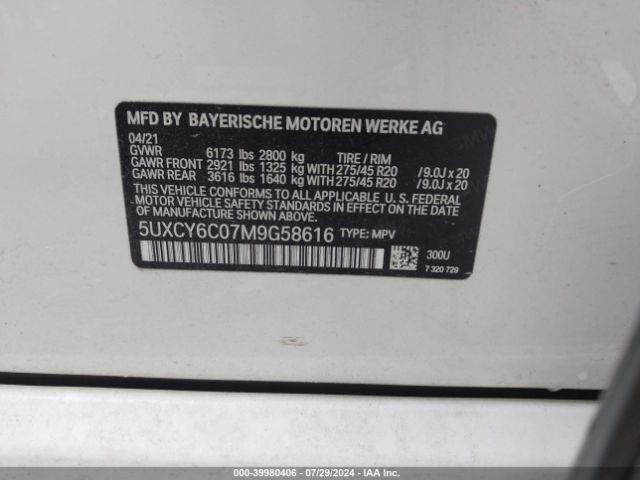 MFD BY BAYERISCHE MOTOREN WERKE AG
04/21
GVWR 6173 lbs 2800 kg TIRE / RIM
GAWR FRONT 2921 lbs 1325 kg WITH 275/45 R20 / 9.0J x 20
GAWR REAR 3616 lbs 1640 kg WITH 275/45 R20 / 9.0J x 20
THIS VEHICLE CONFORMS TO ALL APPLICABLE U.S. FEDERAL
MOTOR VEHICLE SAFETY STANDARDS IN EFFECT ON THE
DATE OF MANUFACTURE SHOWN ABOVE.
5UXCY6C07M9G58616 TYPE: MPV
300U
7 320 729
000-39980406 / 07/29/2024 / IAAI.COM